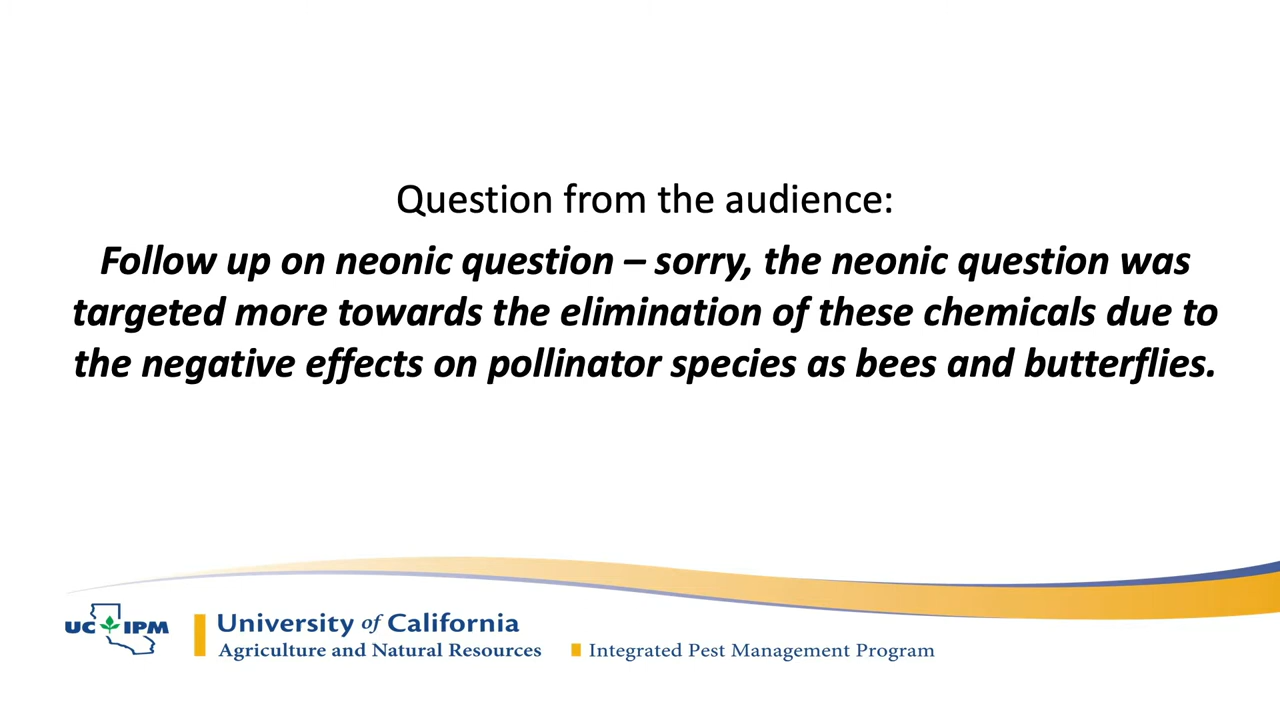 Question from the audience:
Follow up on neonic question – sorry, the neonic question was
targeted more towards the elimination of these chemicals due to
the negative effects on pollinator species as bees and butterflies.
UC IPM
University of California
Agriculture and Natural Resources
Integrated Pest Management Program